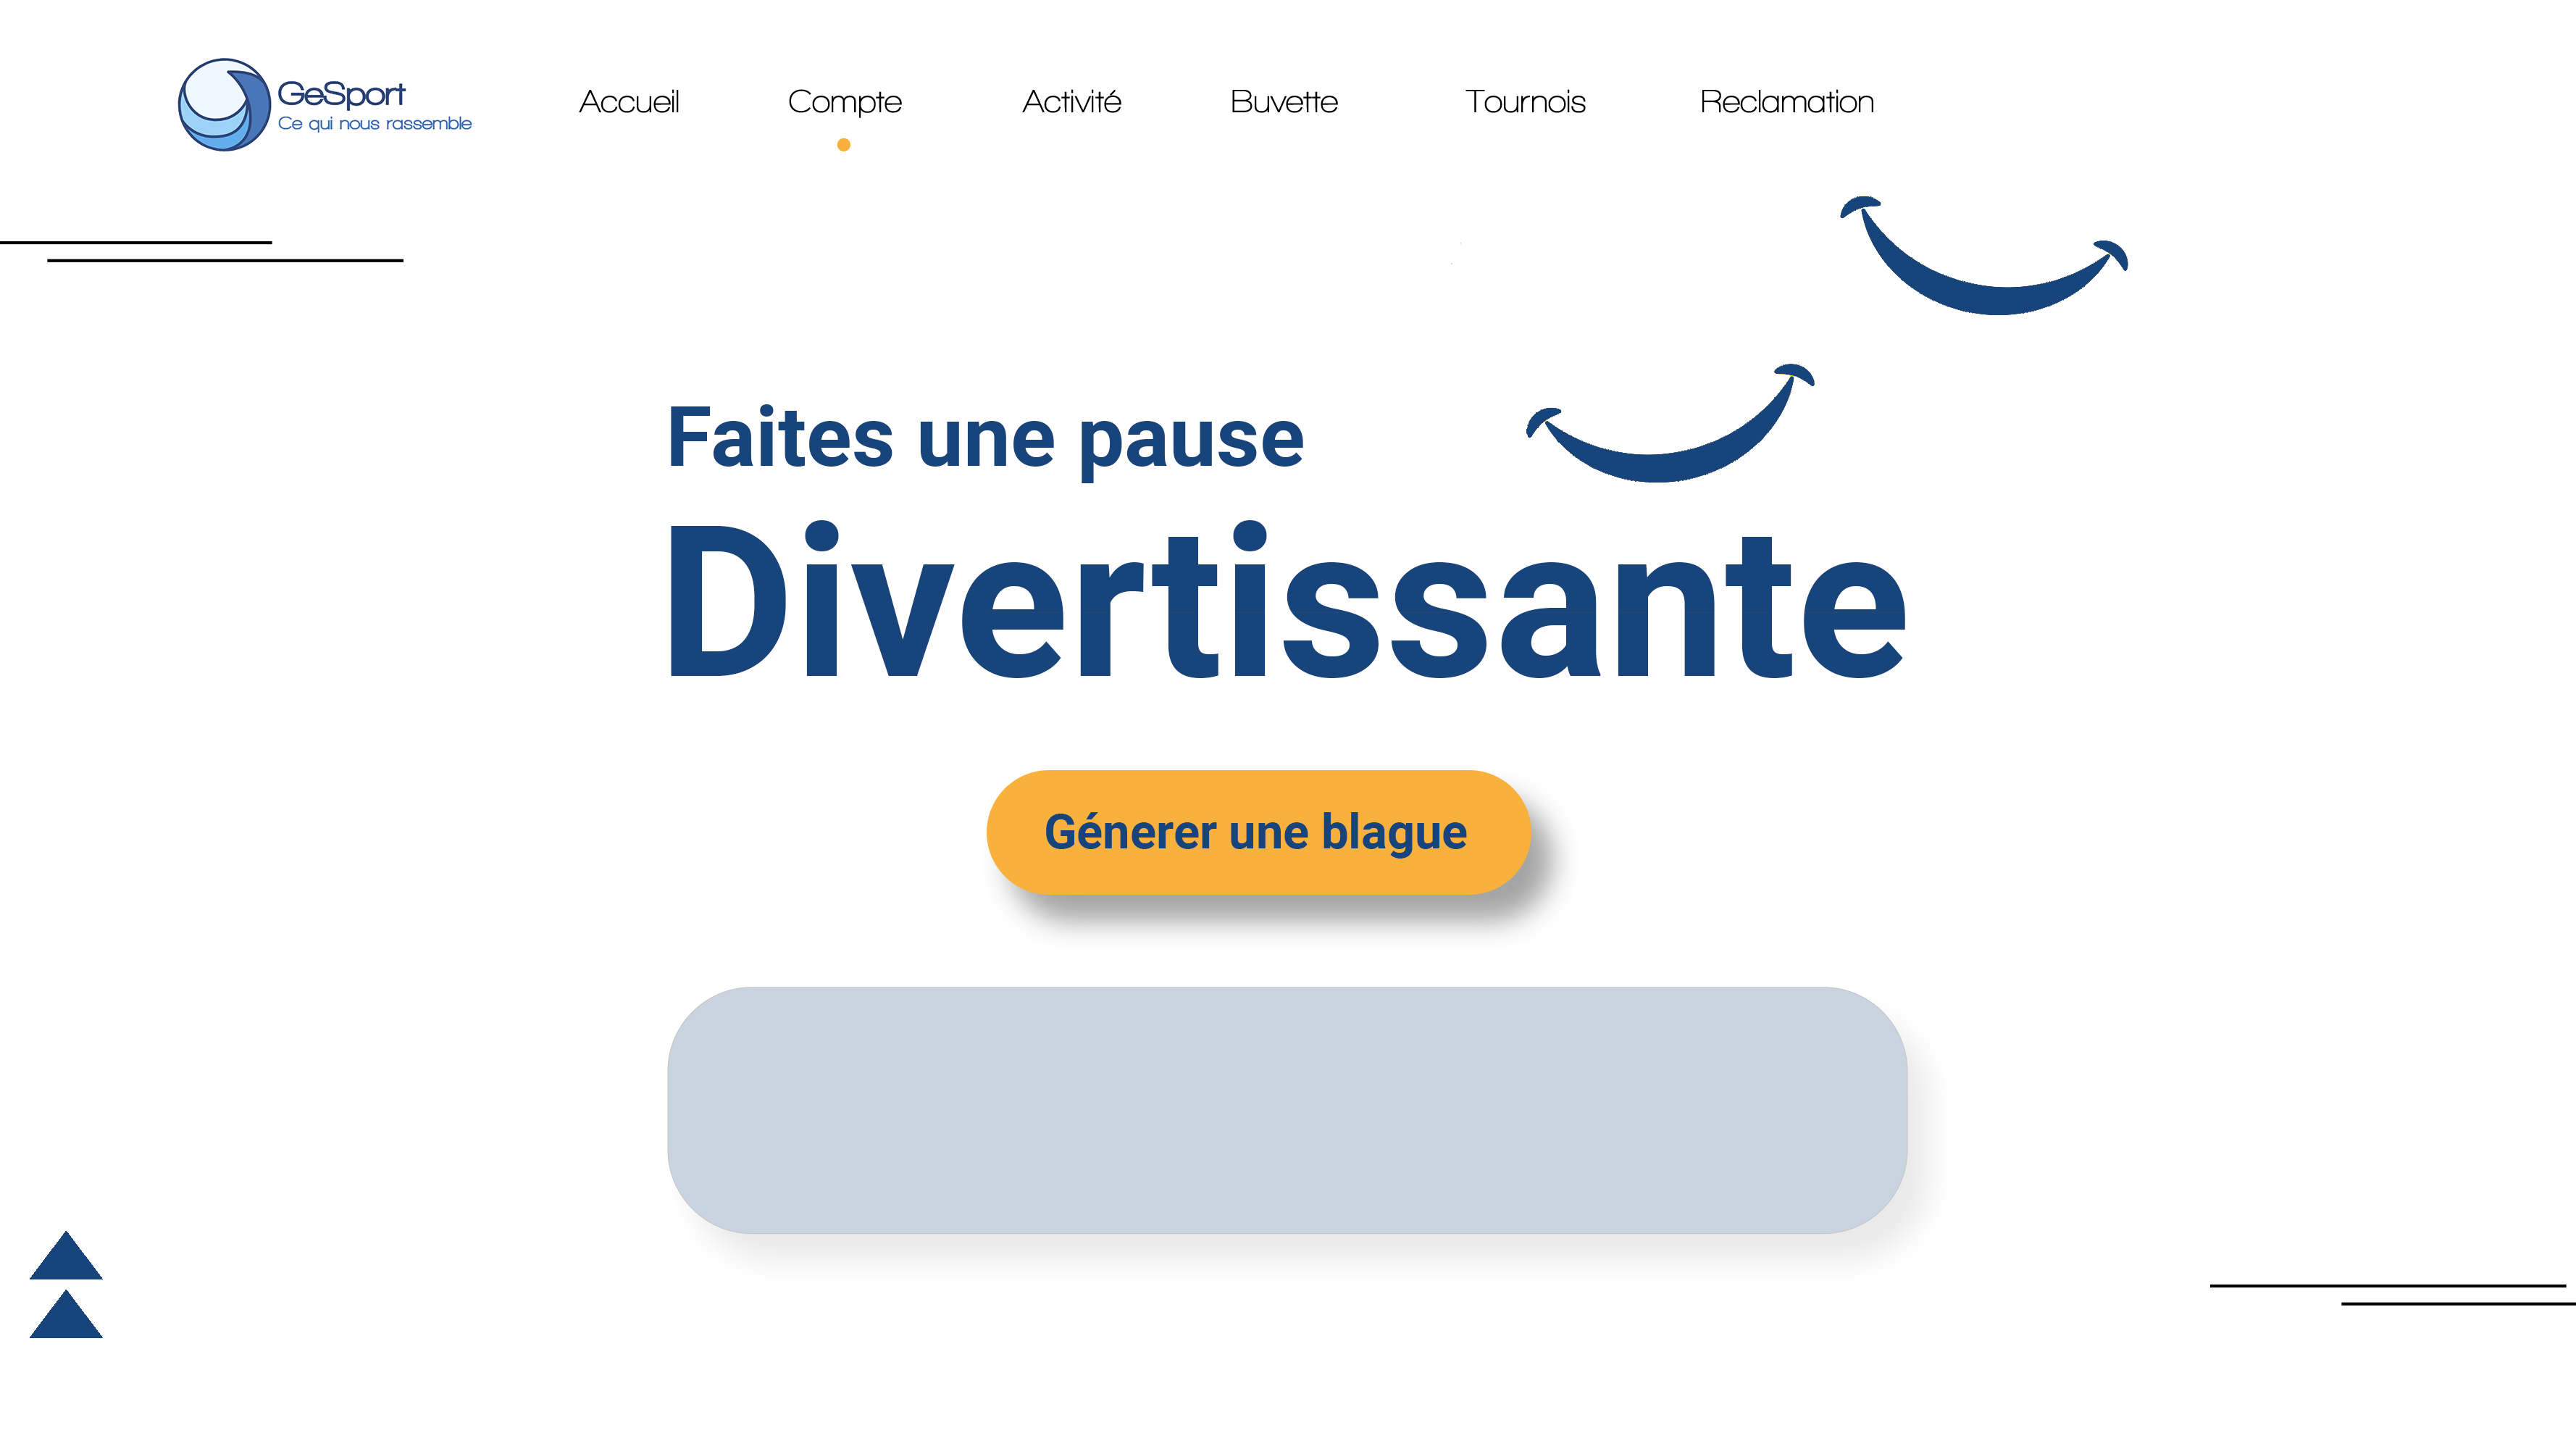 GeSport
Ce qui nous rassemble
Accueil Compte Activité Buvette Tournois Reclamation
Faites une pause
Divertissante
Génerer une blague